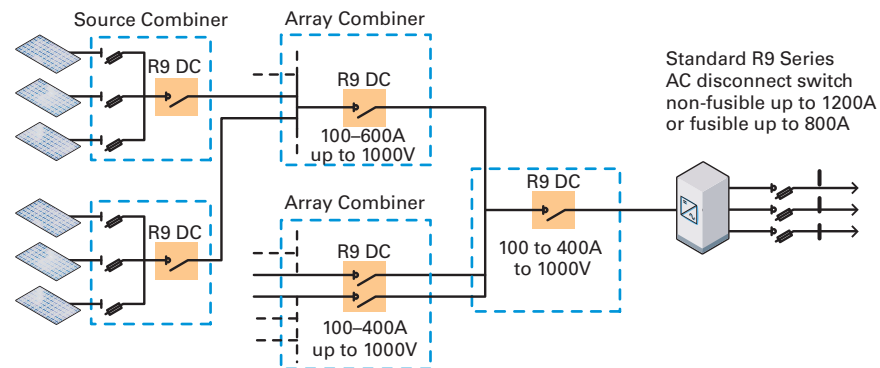 Source Combiner
R9 DC
R9 DC
Array Combiner
R9 DC
100–600A
up to 1000V
Array Combiner
R9 DC
100–400A
up to 1000V
R9 DC
100 to 400A
to 1000V
Standard R9 Series
AC disconnect switch
non-fusible up to 1200A
or fusible up to 800A